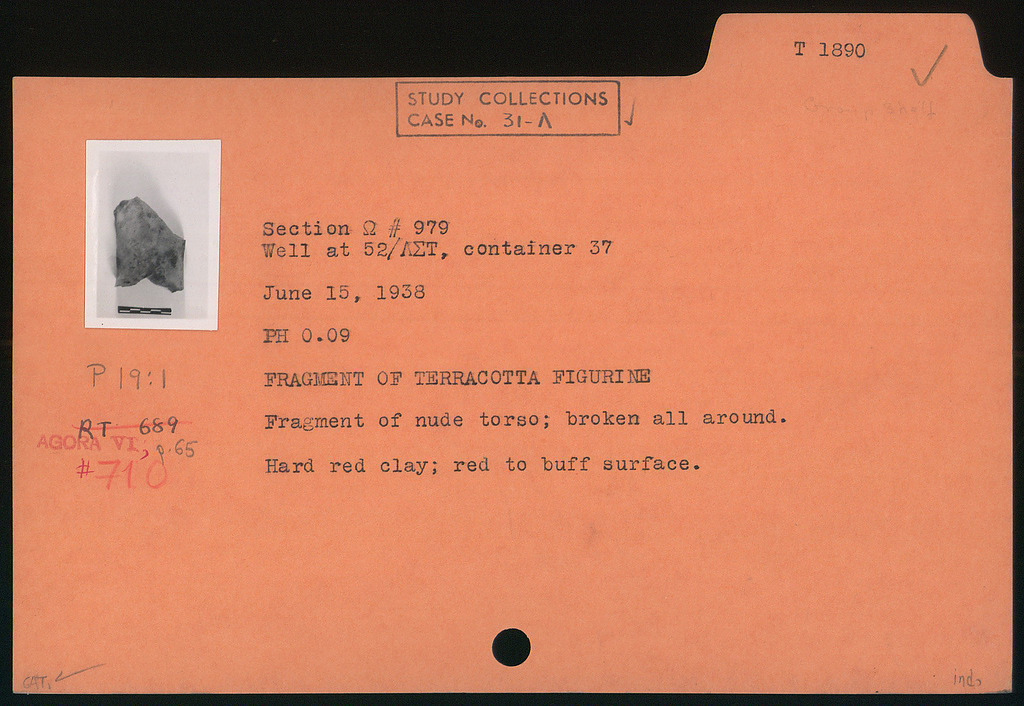 T 1890
STUDY COLLECTIONS
CASE No. 31-Λ
Section Ω # 979
Well at 52/ΛΣΤ, container 37
June 15, 1938
PH 0.09
P 19:1
FRAGMENT OF TERRACOTTA FIGURINE
RT 689
Fragment of nude torso; broken all around.
AGORA VI, p.65
#710
Hard red clay; red to buff surface.
CAT.
ind.